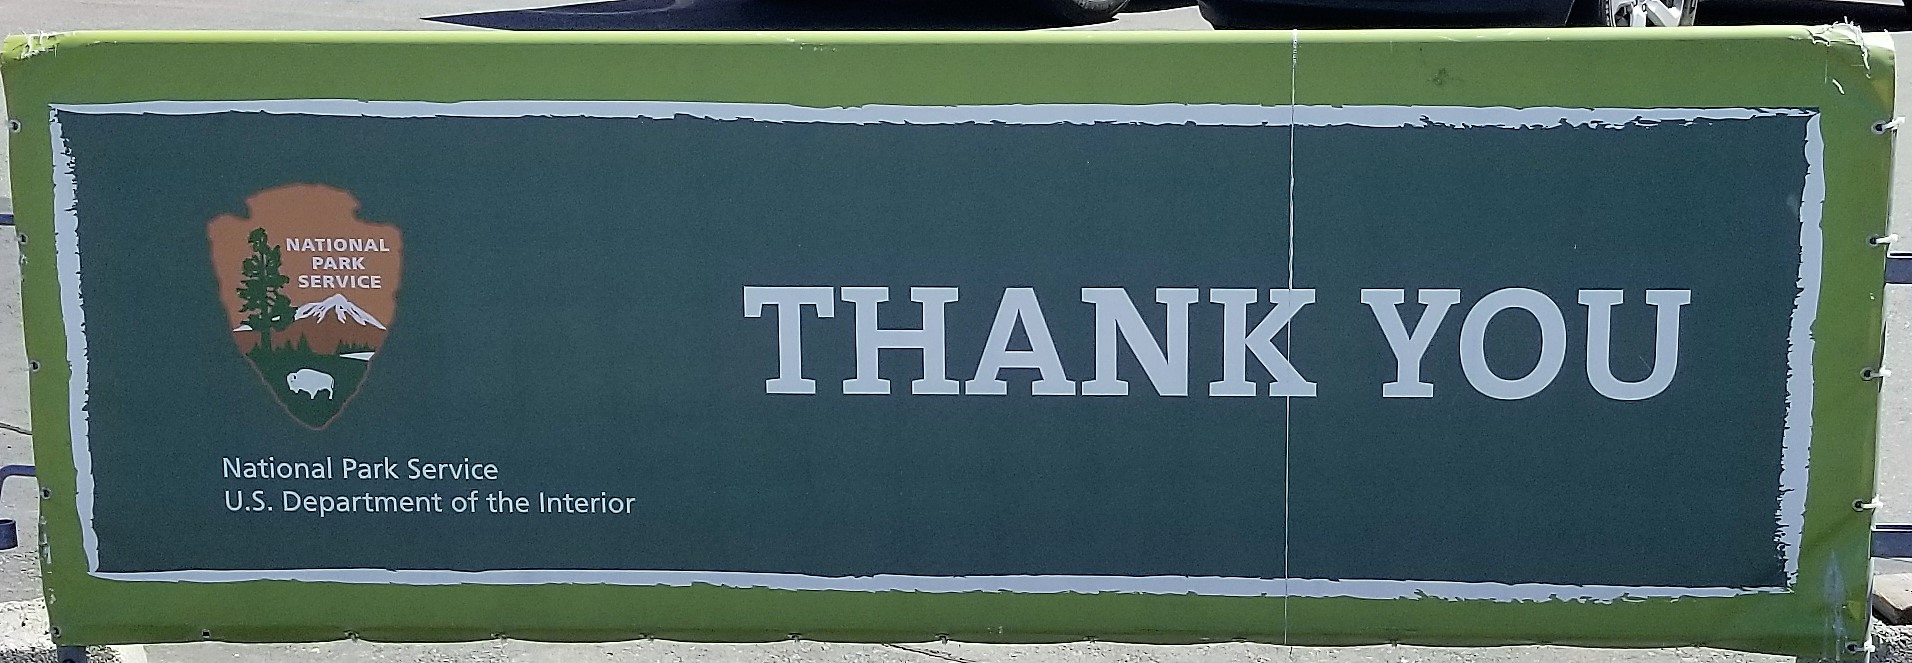 NATIONAL
PARK
SERVICE
THANK YOU
National Park Service
U.S. Department of the Interior